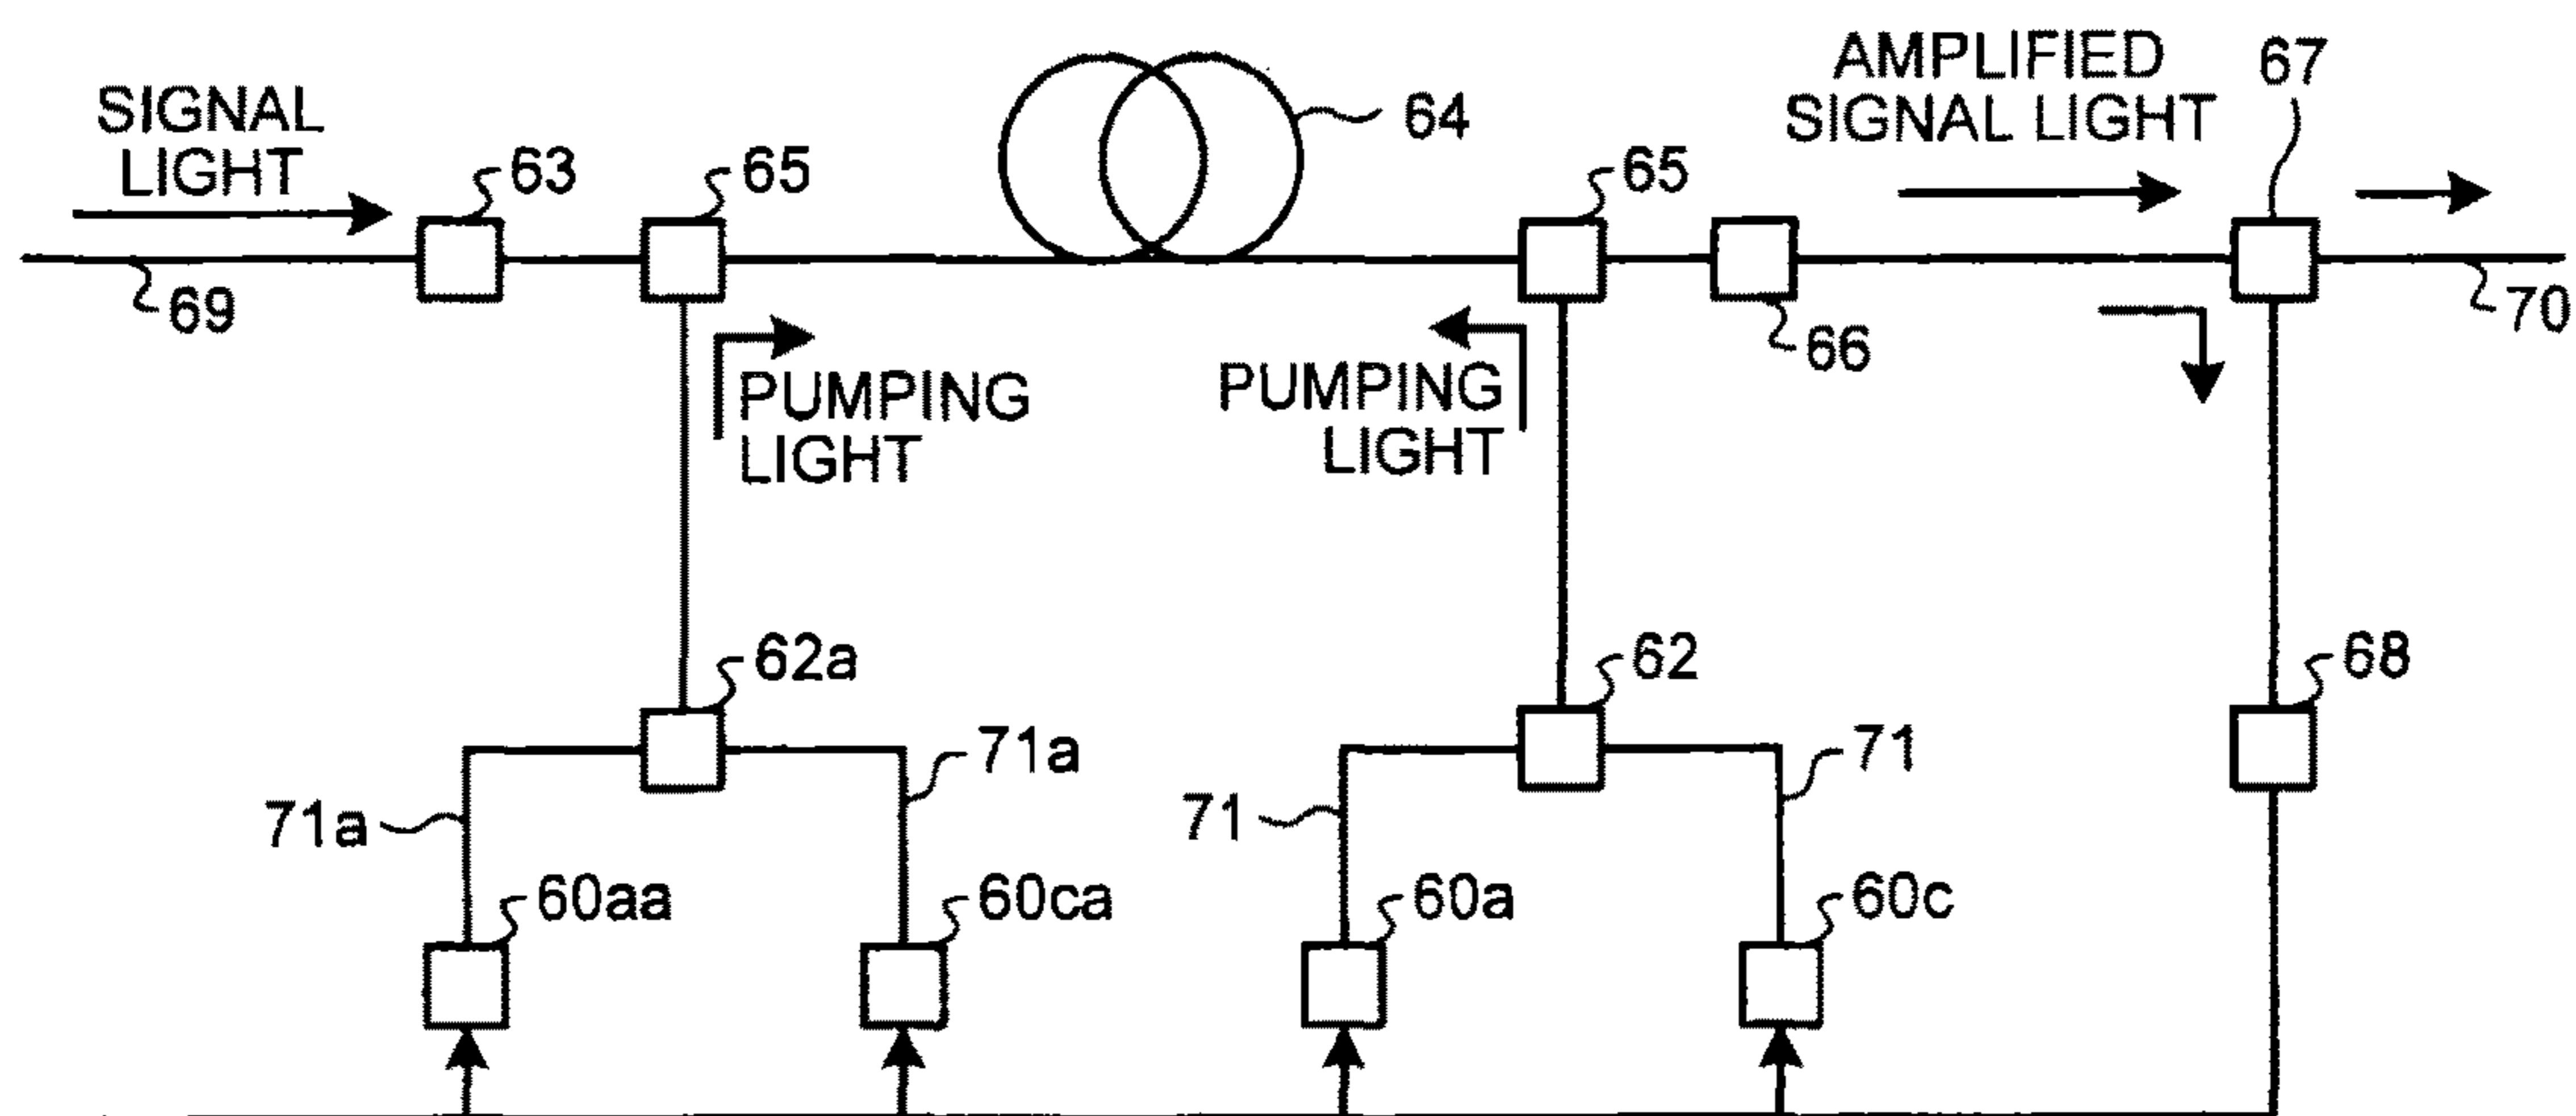 SIGNAL
LIGHT
AMPLIFIED
SIGNAL LIGHT
67
64
63
65
65
69
66
70
PUMPING
LIGHT
PUMPING
LIGHT
62a
62
68
71a
71a
71
71
60aa
60ca
60a
60c